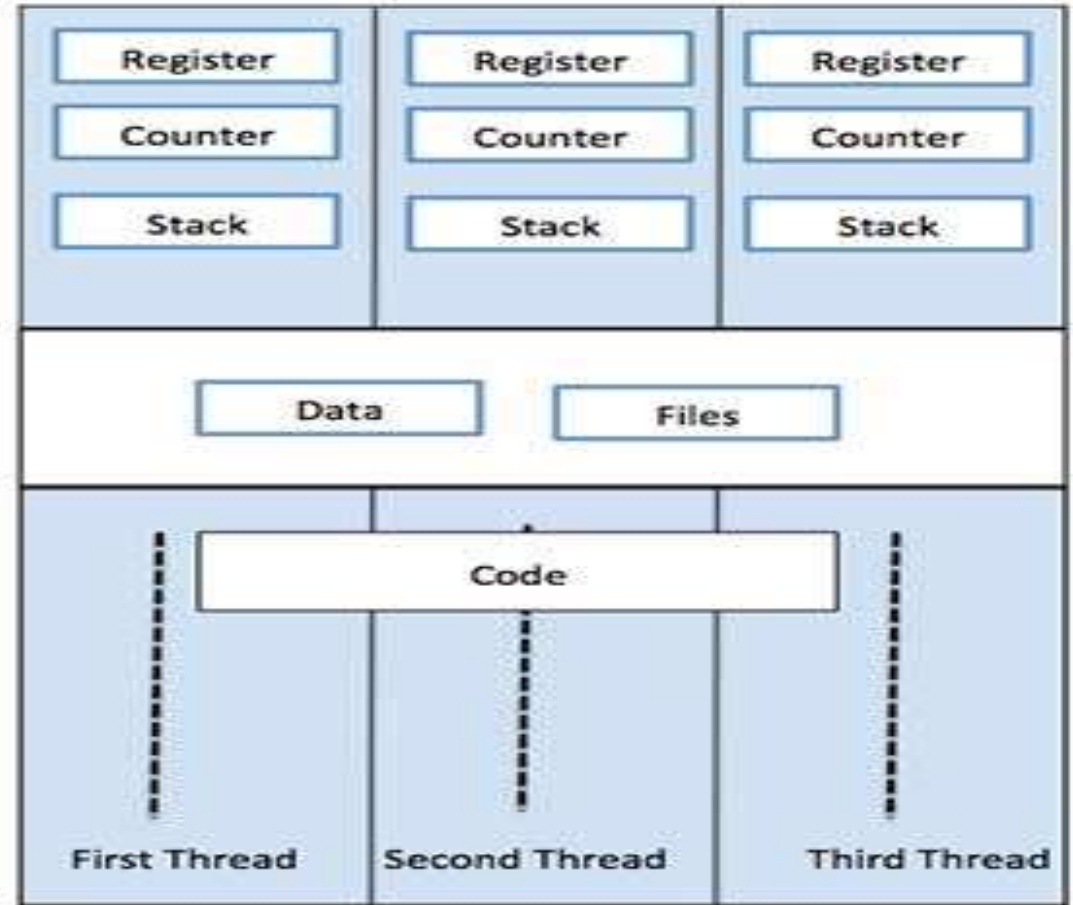 Register Register Register
Counter Counter Counter
Stack Stack Stack
Data Files
Code
First Thread Second Thread Third Thread